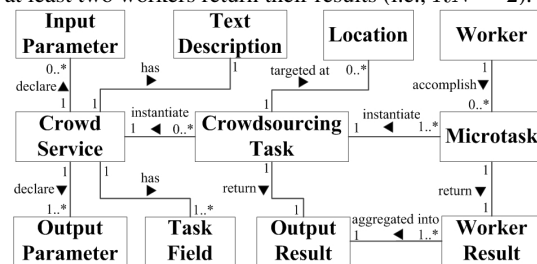 at least two workers return their results (i.e., RN = 2).
Input Parameter
Text Description
Location
Worker
0..*
has
1
targeted at
0..*
1
declare ▲
accomplish ▼
1
1
1
0..*
Crowd Service
instantiate
1 ◀ 0..*
Crowdsourcing Task
instantiate
1 ◀ 1..*
Microtask
1
1
1
1
declare ▼
has
return ▼
return ▼
1..*
1..*
1
aggregated into
1
Output Parameter
Task Field
Output Result
1 ◀ 1..*
Worker Result